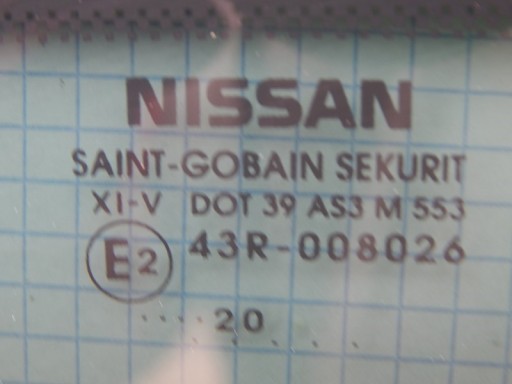 NISSAN
SAINT-GOBAIN SEKURIT
XI-V DOT 39 AS3 M 553
E2 43R-008026
....20